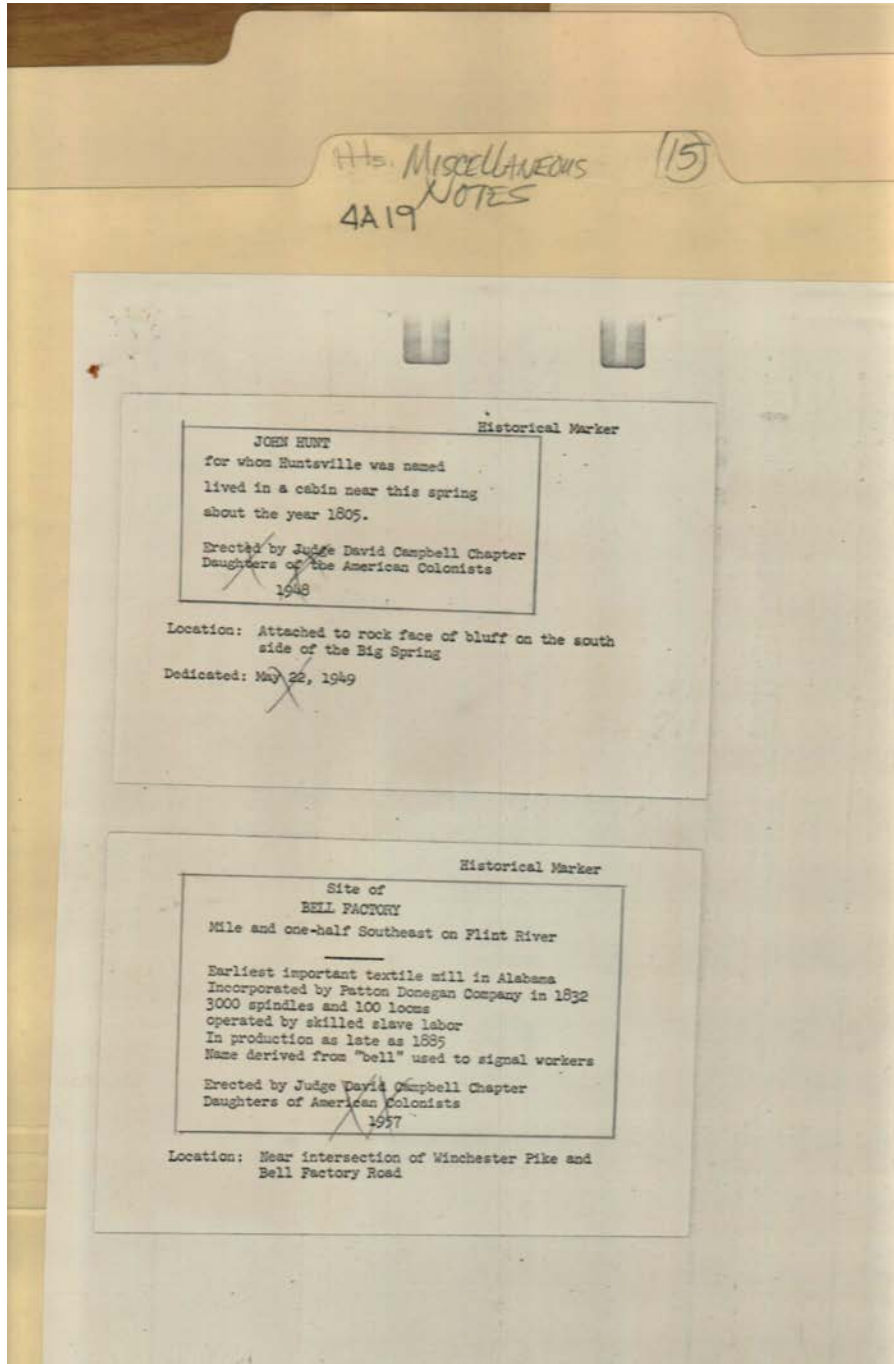 Hts. MISCELLANEOUS (15)
NOTES
4A19
Historical Marker
JOHN HUNT
for whom Huntsville was named
lived in a cabin near this spring
about the year 1805.
Erected by Judge David Campbell Chapter
Daughters of the American Colonists
1948
Location: Attached to rock face of bluff on the south
side of the Big Spring
Dedicated: May 22, 1949
Historical Marker
Site of
BELL FACTORY
Mile and one-half Southeast on Flint River
Earliest important textile mill in Alabama
Incorporated by Patton Donegan Company in 1832
3000 spindles and 100 looms
operated by skilled slave labor
In production as late as 1885
Name derived from "bell" used to signal workers
Erected by Judge David Campbell Chapter
Daughters of American Colonists
1957
Location: Near intersection of Winchester Pike and
Bell Factory Road